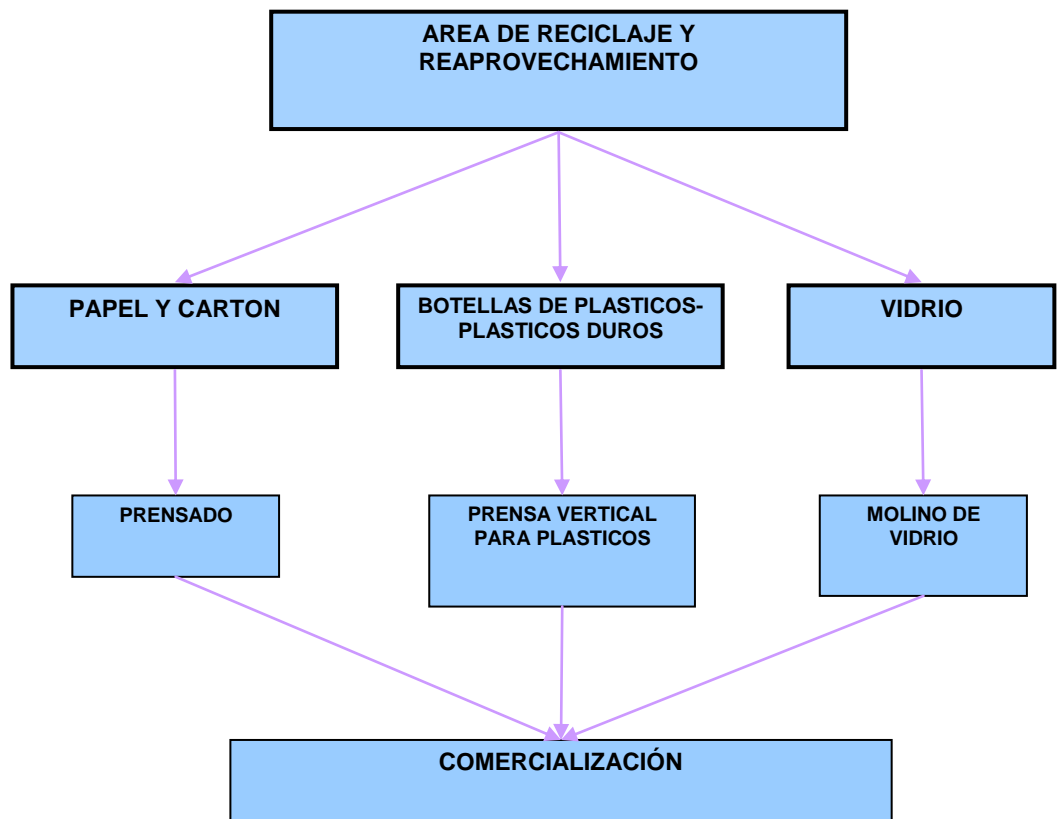 AREA DE RECICLAJE Y
REAPROVECHAMIENTO
PAPEL Y CARTON
BOTELLAS DE PLASTICOS-
PLASTICOS DUROS
VIDRIO
PRENSADO
PRENSA VERTICAL
PARA PLASTICOS
MOLINO DE
VIDRIO
COMERCIALIZACIÓN